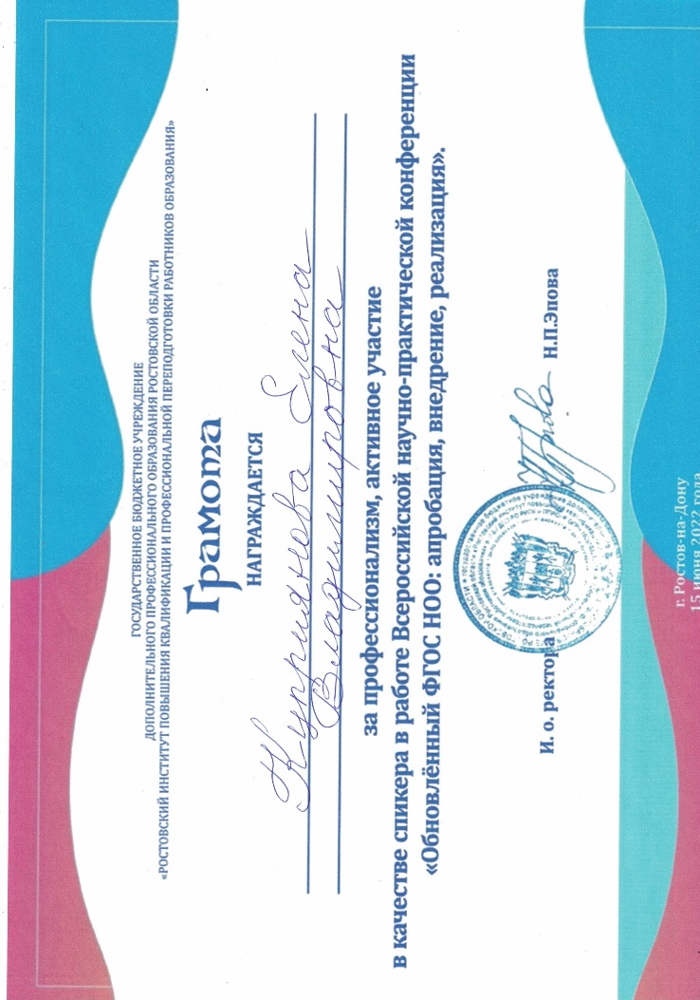 ГОСУДАРСТВЕННОЕ БЮДЖЕТНОЕ УЧРЕЖДЕНИЕ
ДОПОЛНИТЕЛЬНОГО ПРОФЕССИОНАЛЬНОГО ОБРАЗОВАНИЯ РОСТОВСКОЙ ОБЛАСТИ
«РОСТОВСКИЙ ИНСТИТУТ ПОВЫШЕНИЯ КВАЛИФИКАЦИИ И ПРОФЕССИОНАЛЬНОЙ ПЕРЕПОДГОТОВКИ РАБОТНИКОВ ОБРАЗОВАНИЯ»
Грамота
НАГРАЖДАЕТСЯ
Куприянова Елена
Владимировна
за профессионализм, активное участие
в качестве спикера в работе Всероссийской научно-практической конференции
«Обновлённый ФГОС НОО: апробация, внедрение, реализация».
И. о. ректора Н.П.Эпова
г. Ростов-на-Дону
15 июня 2022 года